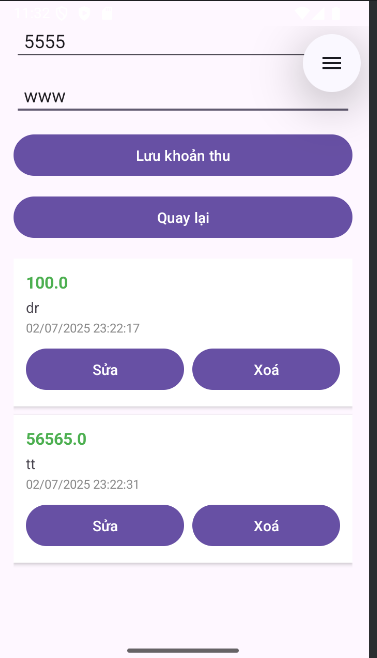 5555
www
Lưu khoản thu
Quay lại
100.0
dr
02/07/2025 23:22:17
Sửa
Xoá
56565.0
tt
02/07/2025 23:22:31
Sửa
Xoá